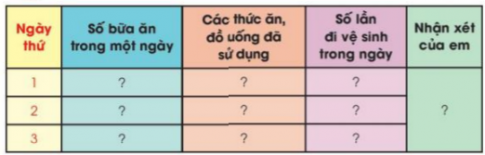 Ngày thứ | Số bữa ăn trong một ngày | Các thức ăn, đồ uống đã sử dụng | Số lần đi vệ sinh trong ngày | Nhận xét của em
1 | ? | ? | ? | ?
2 | ? | ? | ?
3 | ? | ? | ?